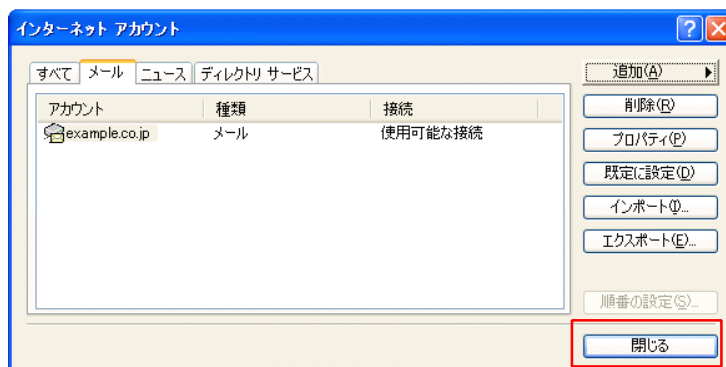 インターネット アカウント
すべて メール ニュース ディレクトリ サービス
アカウント 種類 接続
example.co.jp メール 使用可能な接続
追加(A)
削除(R)
プロパティ(P)
既定に設定(D)
インポート(I)...
エクスポート(E)...
順番の設定(S)...
閉じる